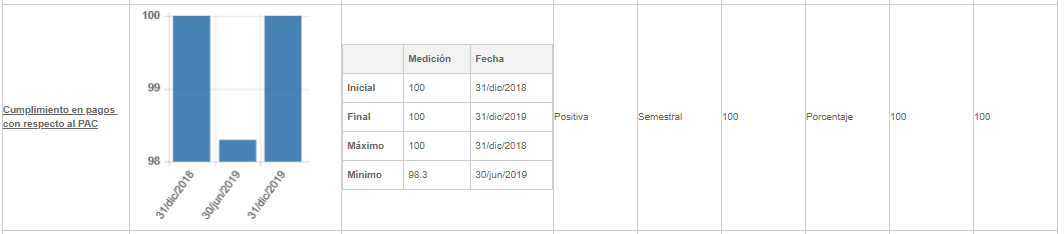 Cumplimiento en pagos
con respecto al PAC
100
99
98
31/dic/2018
30/jun/2019
31/dic/2019
Medición Fecha
Inicial 100 31/dic/2018
Final 100 31/dic/2019
Máximo 100 31/dic/2018
Mínimo 98.3 30/jun/2019
Positiva Semestral 100 Porcentaje 100 100